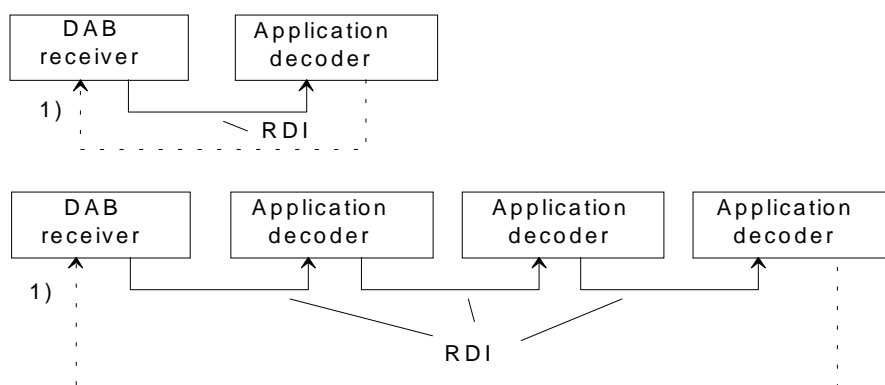 DAB
receiver
Application
decoder
1)
RDI
DAB
receiver
Application
decoder
Application
decoder
Application
decoder
1)
RDI